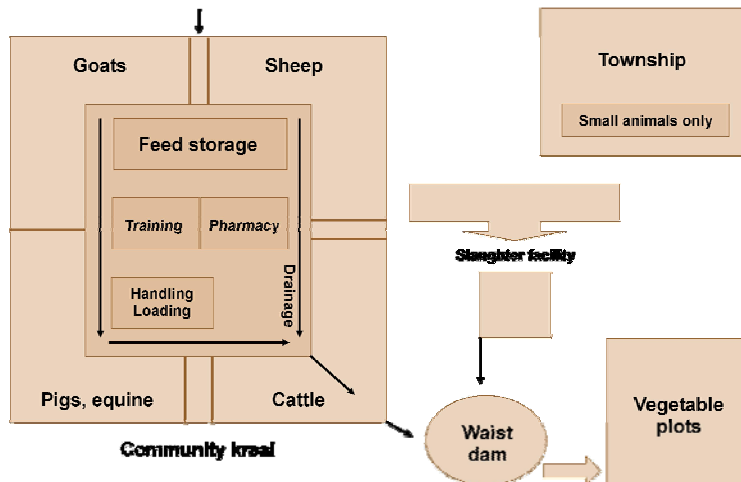 Goats
Sheep
Township
Small animals only
Feed storage
Training
Pharmacy
Handling
Loading
Drainage
Slaughter facility
Pigs, equine
Cattle
Community kraal
Waist
dam
Vegetable
plots